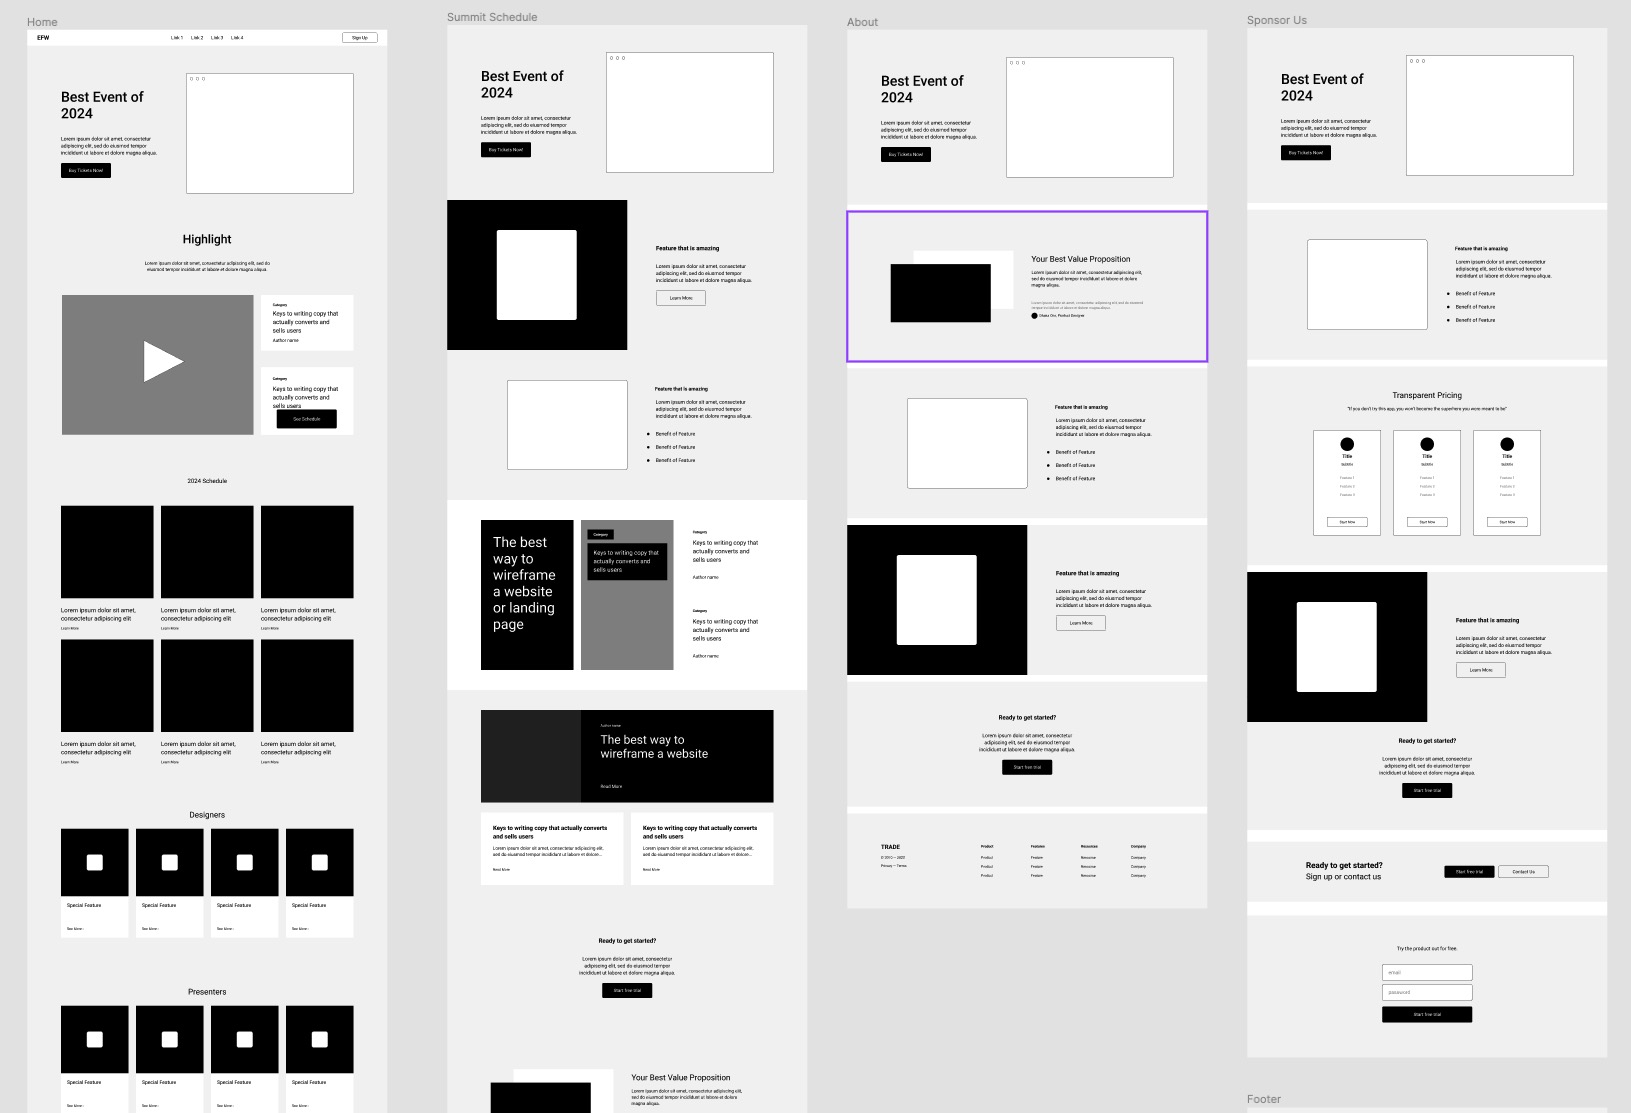 Home
EFW
Link 1
Link 2
Link 3
Link 4
Sign Up
Best Event of
2024
Lorem ipsum dolor sit amet, consectetur
adipiscing elit, sed do eiusmod tempor
incididunt ut labore et dolore magna aliqua.
Buy Tickets Now!
Highlight
Lorem ipsum dolor sit amet, consectetur adipiscing elit, sed do
eiusmod tempor incididunt ut labore et dolore magna aliqua.
Category
Keys to writing copy that
actually converts and
sells users
Author name
Category
Keys to writing copy that
actually converts and
sells users
See Schedule
2024 Schedule
Lorem ipsum dolor sit amet,
consectetur adipiscing elit
Learn More
Lorem ipsum dolor sit amet,
consectetur adipiscing elit
Learn More
Lorem ipsum dolor sit amet,
consectetur adipiscing elit
Learn More
Lorem ipsum dolor sit amet,
consectetur adipiscing elit
Learn More
Lorem ipsum dolor sit amet,
consectetur adipiscing elit
Learn More
Lorem ipsum dolor sit amet,
consectetur adipiscing elit
Learn More
Designers
Special Feature
See More
Special Feature
See More
Special Feature
See More
Special Feature
See More
Presenters
Special Feature
See More
Special Feature
See More
Special Feature
See More
Special Feature
See More
Summit Schedule
Best Event of
2024
Lorem ipsum dolor sit amet, consectetur
adipiscing elit, sed do eiusmod tempor
incididunt ut labore et dolore magna aliqua.
Buy Tickets Now!
Feature that is amazing
Lorem ipsum dolor sit amet, consectetur
adipiscing elit, sed do eiusmod tempor
incididunt ut labore et dolore magna aliqua.
Learn More
Feature that is amazing
Lorem ipsum dolor sit amet, consectetur
adipiscing elit, sed do eiusmod tempor
incididunt ut labore et dolore magna aliqua.
Benefit of Feature
Benefit of Feature
Benefit of Feature
The best
way to
wireframe
a website
or landing
page
Category
Keys to writing copy that
actually converts and
sells users
Category
Keys to writing copy that
actually converts and
sells users
Author name
Category
Keys to writing copy that
actually converts and
sells users
Author name
Author name
The best way to
wireframe a website
Read More
Keys to writing copy that actually converts
and sells users
Lorem ipsum dolor sit amet, consectetur adipiscing elit,
sed do eiusmod tempor incididunt ut labore et dolore...
Read More
Keys to writing copy that actually converts
and sells users
Lorem ipsum dolor sit amet, consectetur adipiscing elit,
sed do eiusmod tempor incididunt ut labore et dolore...
Read More
Ready to get started?
Lorem ipsum dolor sit amet, consectetur
adipiscing elit, sed do eiusmod tempor
incididunt ut labore et dolore magna aliqua.
Start free trial
Your Best Value Proposition
Lorem ipsum dolor sit amet, consectetur adipiscing elit,
sed do eiusmod tempor incididunt ut labore et dolore
magna aliqua.
About
Best Event of
2024
Lorem ipsum dolor sit amet, consectetur
adipiscing elit, sed do eiusmod tempor
incididunt ut labore et dolore magna aliqua.
Buy Tickets Now!
Your Best Value Proposition
Lorem ipsum dolor sit amet, consectetur adipiscing elit,
sed do eiusmod tempor incididunt ut labore et dolore
magna aliqua.
Lorem ipsum dolor sit amet, consectetur adipiscing elit, sed do eiusmod
tempor incididunt ut labore et dolore magna aliqua.
Product Designer
Feature that is amazing
Lorem ipsum dolor sit amet, consectetur
adipiscing elit, sed do eiusmod tempor
incididunt ut labore et dolore magna aliqua.
Benefit of Feature
Benefit of Feature
Benefit of Feature
Feature that is amazing
Lorem ipsum dolor sit amet, consectetur
adipiscing elit, sed do eiusmod tempor
incididunt ut labore et dolore magna aliqua.
Learn More
Ready to get started?
Lorem ipsum dolor sit amet, consectetur
adipiscing elit, sed do eiusmod tempor
incididunt ut labore et dolore magna aliqua.
Start free trial
TRADE
Privacy — Terms
Product
Product
Product
Product
Features
Feature
Feature
Feature
Resources
Resource
Resource
Resource
Company
Company
Company
Company
Sponsor Us
Best Event of
2024
Lorem ipsum dolor sit amet, consectetur
adipiscing elit, sed do eiusmod tempor
incididunt ut labore et dolore magna aliqua.
Buy Tickets Now!
Feature that is amazing
Lorem ipsum dolor sit amet, consectetur
adipiscing elit, sed do eiusmod tempor
incididunt ut labore et dolore magna aliqua.
Benefit of Feature
Benefit of Feature
Benefit of Feature
Transparent Pricing
"If you don't try this app, you won't become the superhero you were meant to be"
Title
Subtitle
Feature 1
Feature 2
Feature 3
Start Now
Title
Subtitle
Feature 1
Feature 2
Feature 3
Start Now
Title
Subtitle
Feature 1
Feature 2
Feature 3
Start Now
Feature that is amazing
Lorem ipsum dolor sit amet, consectetur
adipiscing elit, sed do eiusmod tempor
incididunt ut labore et dolore magna aliqua.
Learn More
Ready to get started?
Lorem ipsum dolor sit amet, consectetur
adipiscing elit, sed do eiusmod tempor
incididunt ut labore et dolore magna aliqua.
Start free trial
Ready to get started?
Sign up or contact us
Start free trial
Contact Us
Try the product out for free.
email
password
Start free trial
Footer